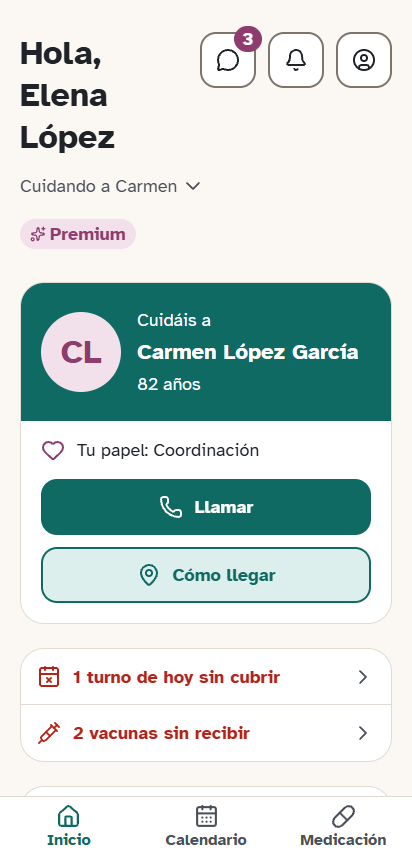 Hola,
Elena
López
3
Cuidando a Carmen
Premium
CL
Cuidáis a
Carmen López García
82 años
Tu papel: Coordinación
Llamar
Cómo llegar
1 turno de hoy sin cubrir
2 vacunas sin recibir
Inicio
Calendario
Medicación